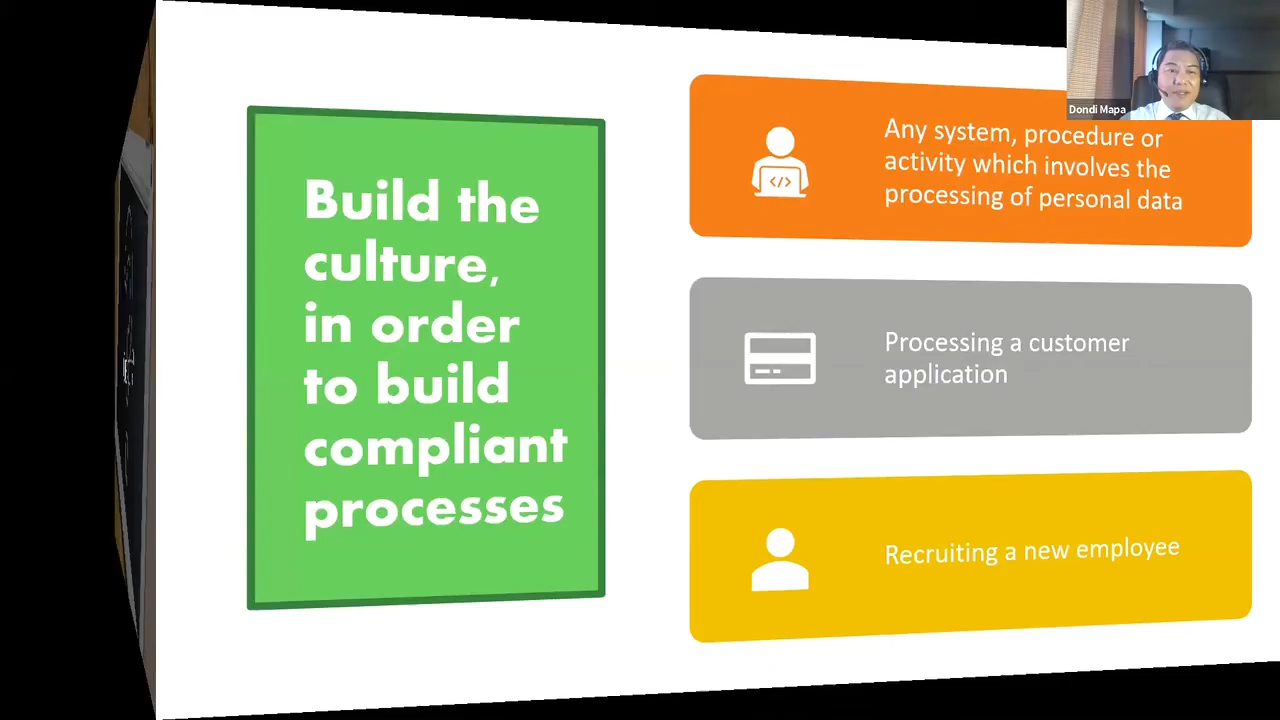 Build the
culture,
in order
to build
compliant
processes
Dondi Mapa
Any system, procedure or
activity which involves the
processing of personal data
</>
Processing a customer
application
Recruiting a new employee